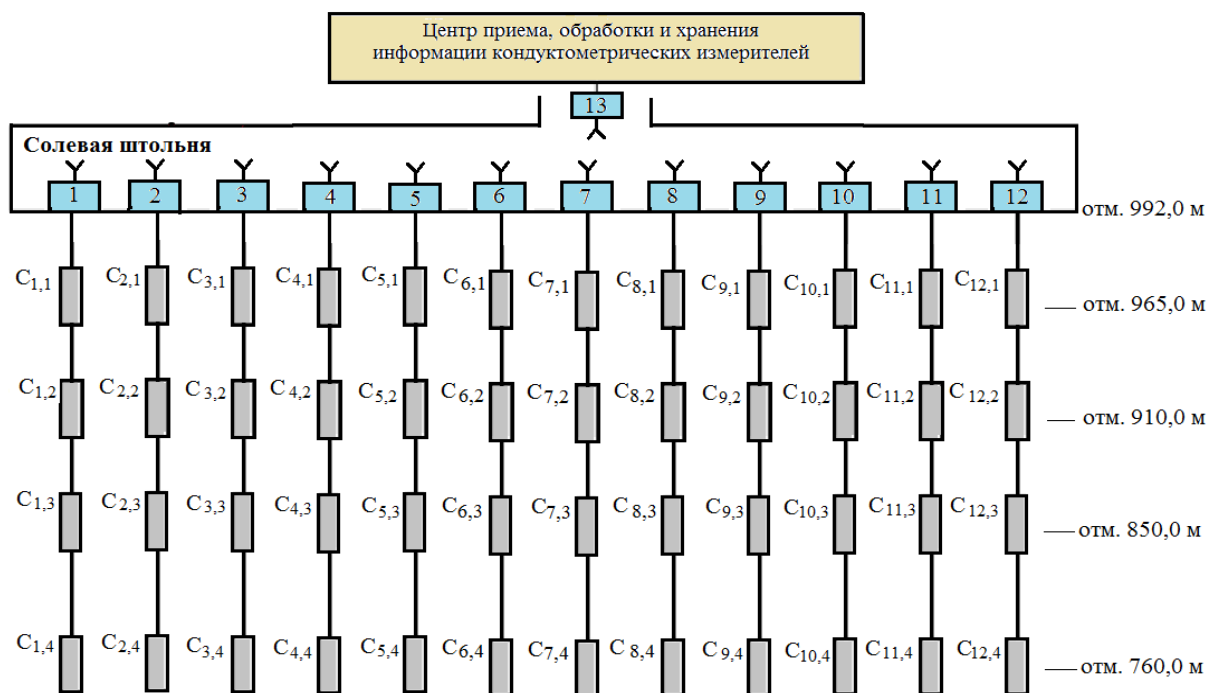 Центр приема, обработки и хранения
информации кондуктометрических измерителей
13
Солевая штольня
1 2 3 4 5 6 7 8 9 10 11 12
отм. 992,0 м
C1,1 C2,1 C3,1 C4,1 C5,1 C6,1 C7,1 C8,1 C9,1 C10,1 C11,1 C12,1
отм. 965,0 м
C1,2 C2,2 C3,2 C4,2 C5,2 C6,2 C7,2 C8,2 C9,2 C10,2 C11,2 C12,2
отм. 910,0 м
C1,3 C2,3 C3,3 C4,3 C5,3 C6,3 C7,3 C8,3 C9,3 C10,3 C11,3 C12,3
отм. 850,0 м
C1,4 C2,4 C3,4 C4,4 C5,4 C6,4 C7,4 C8,4 C9,4 C10,4 C11,4 C12,4
отм. 760,0 м